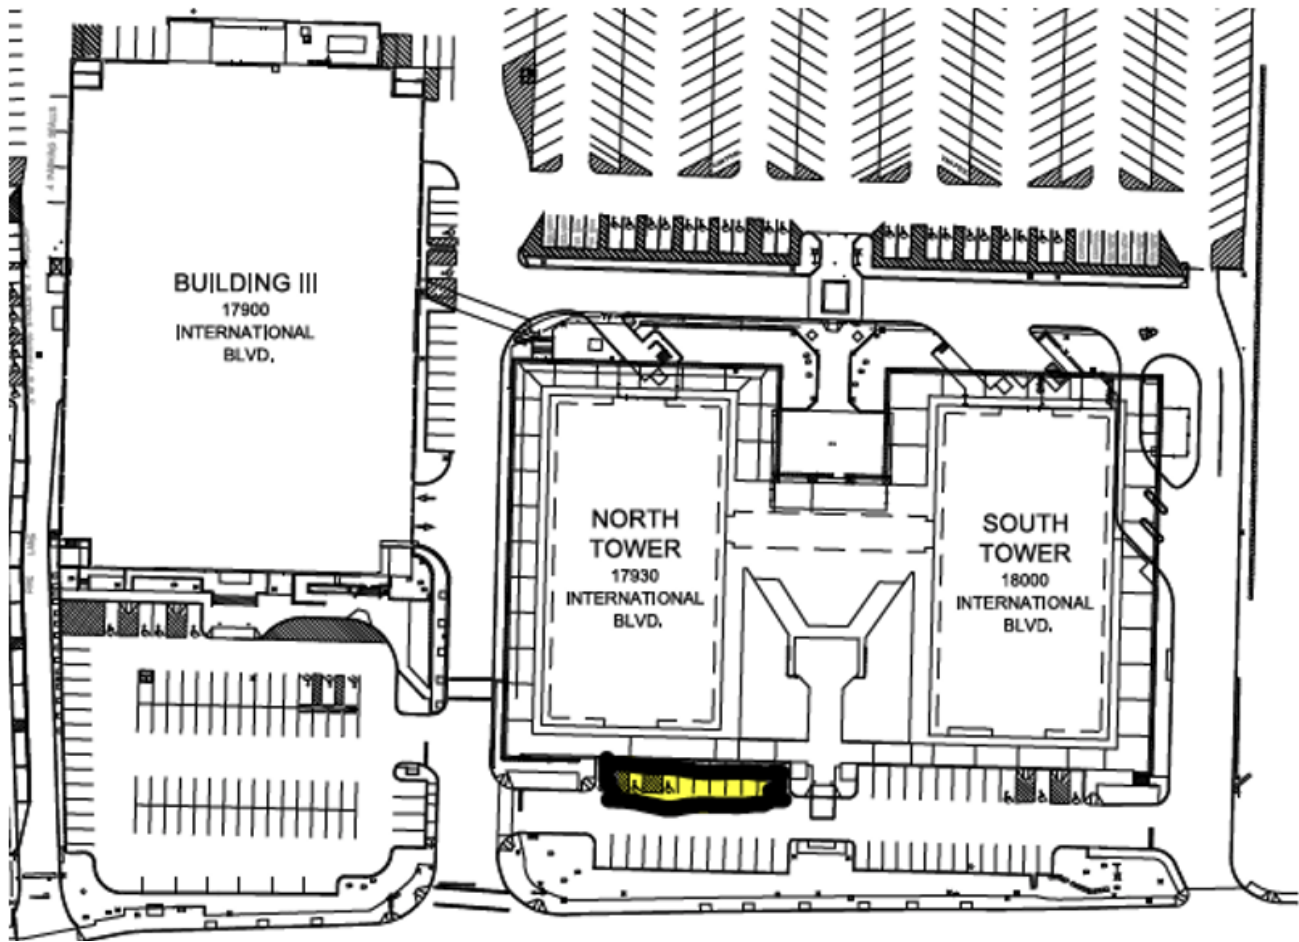 BUILDING III
17900
INTERNATIONAL
BLVD.
NORTH
TOWER
17930
INTERNATIONAL
BLVD.
SOUTH
TOWER
18000
INTERNATIONAL
BLVD.